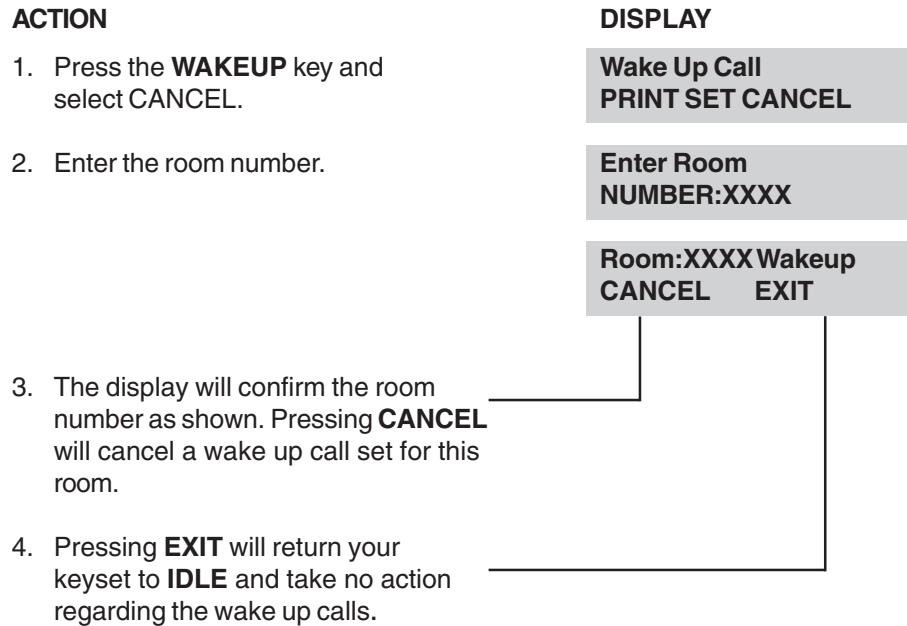 ACTION
DISPLAY
1. Press the WAKEUP key and
select CANCEL.
Wake Up Call
PRINT SET CANCEL
2. Enter the room number.
Enter Room
NUMBER:XXXX
Room:XXXX Wakeup
CANCEL EXIT
3. The display will confirm the room
number as shown. Pressing CANCEL
will cancel a wake up call set for this
room.
4. Pressing EXIT will return your
keyset to IDLE and take no action
regarding the wake up calls.